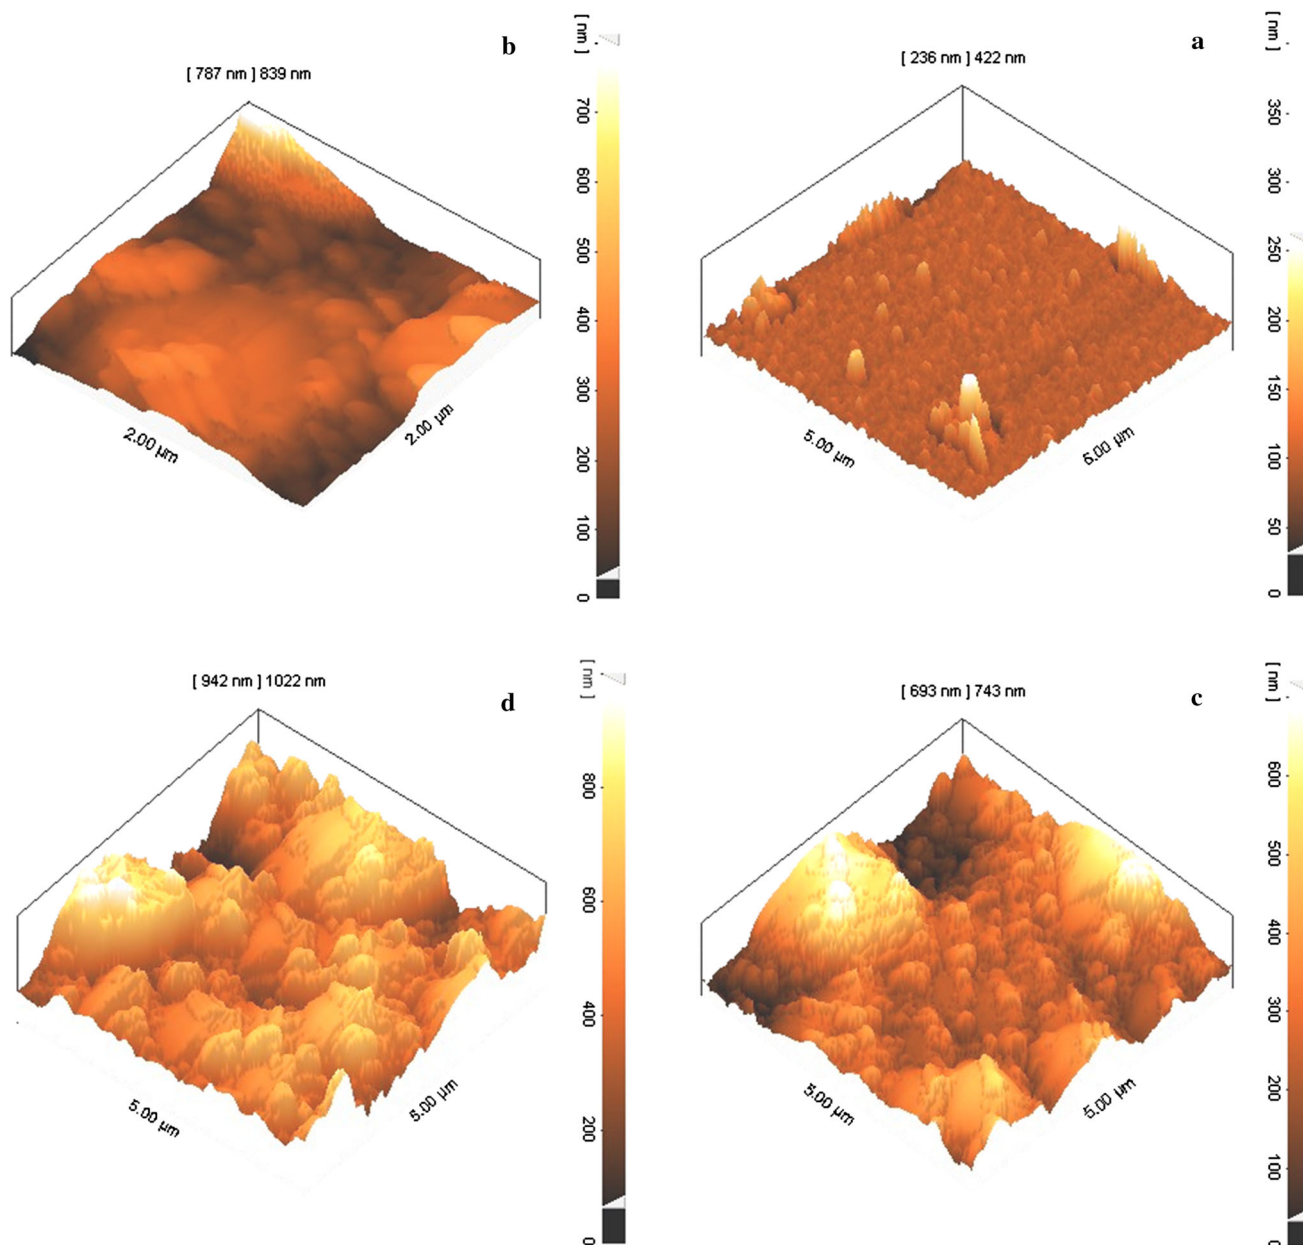 b
[ 787 nm ] 839 nm
[ nm ]
700
600
500
400
300
200
100
0
2.00 µm
2.00 µm
a
[ 236 nm ] 422 nm
[ nm ]
350
300
250
200
150
100
50
0
5.00 µm
5.00 µm
d
[ 942 nm ] 1022 nm
[ nm ]
800
600
400
200
0
5.00 µm
5.00 µm
c
[ 693 nm ] 743 nm
[ nm ]
600
500
400
300
200
100
0
5.00 µm
5.00 µm